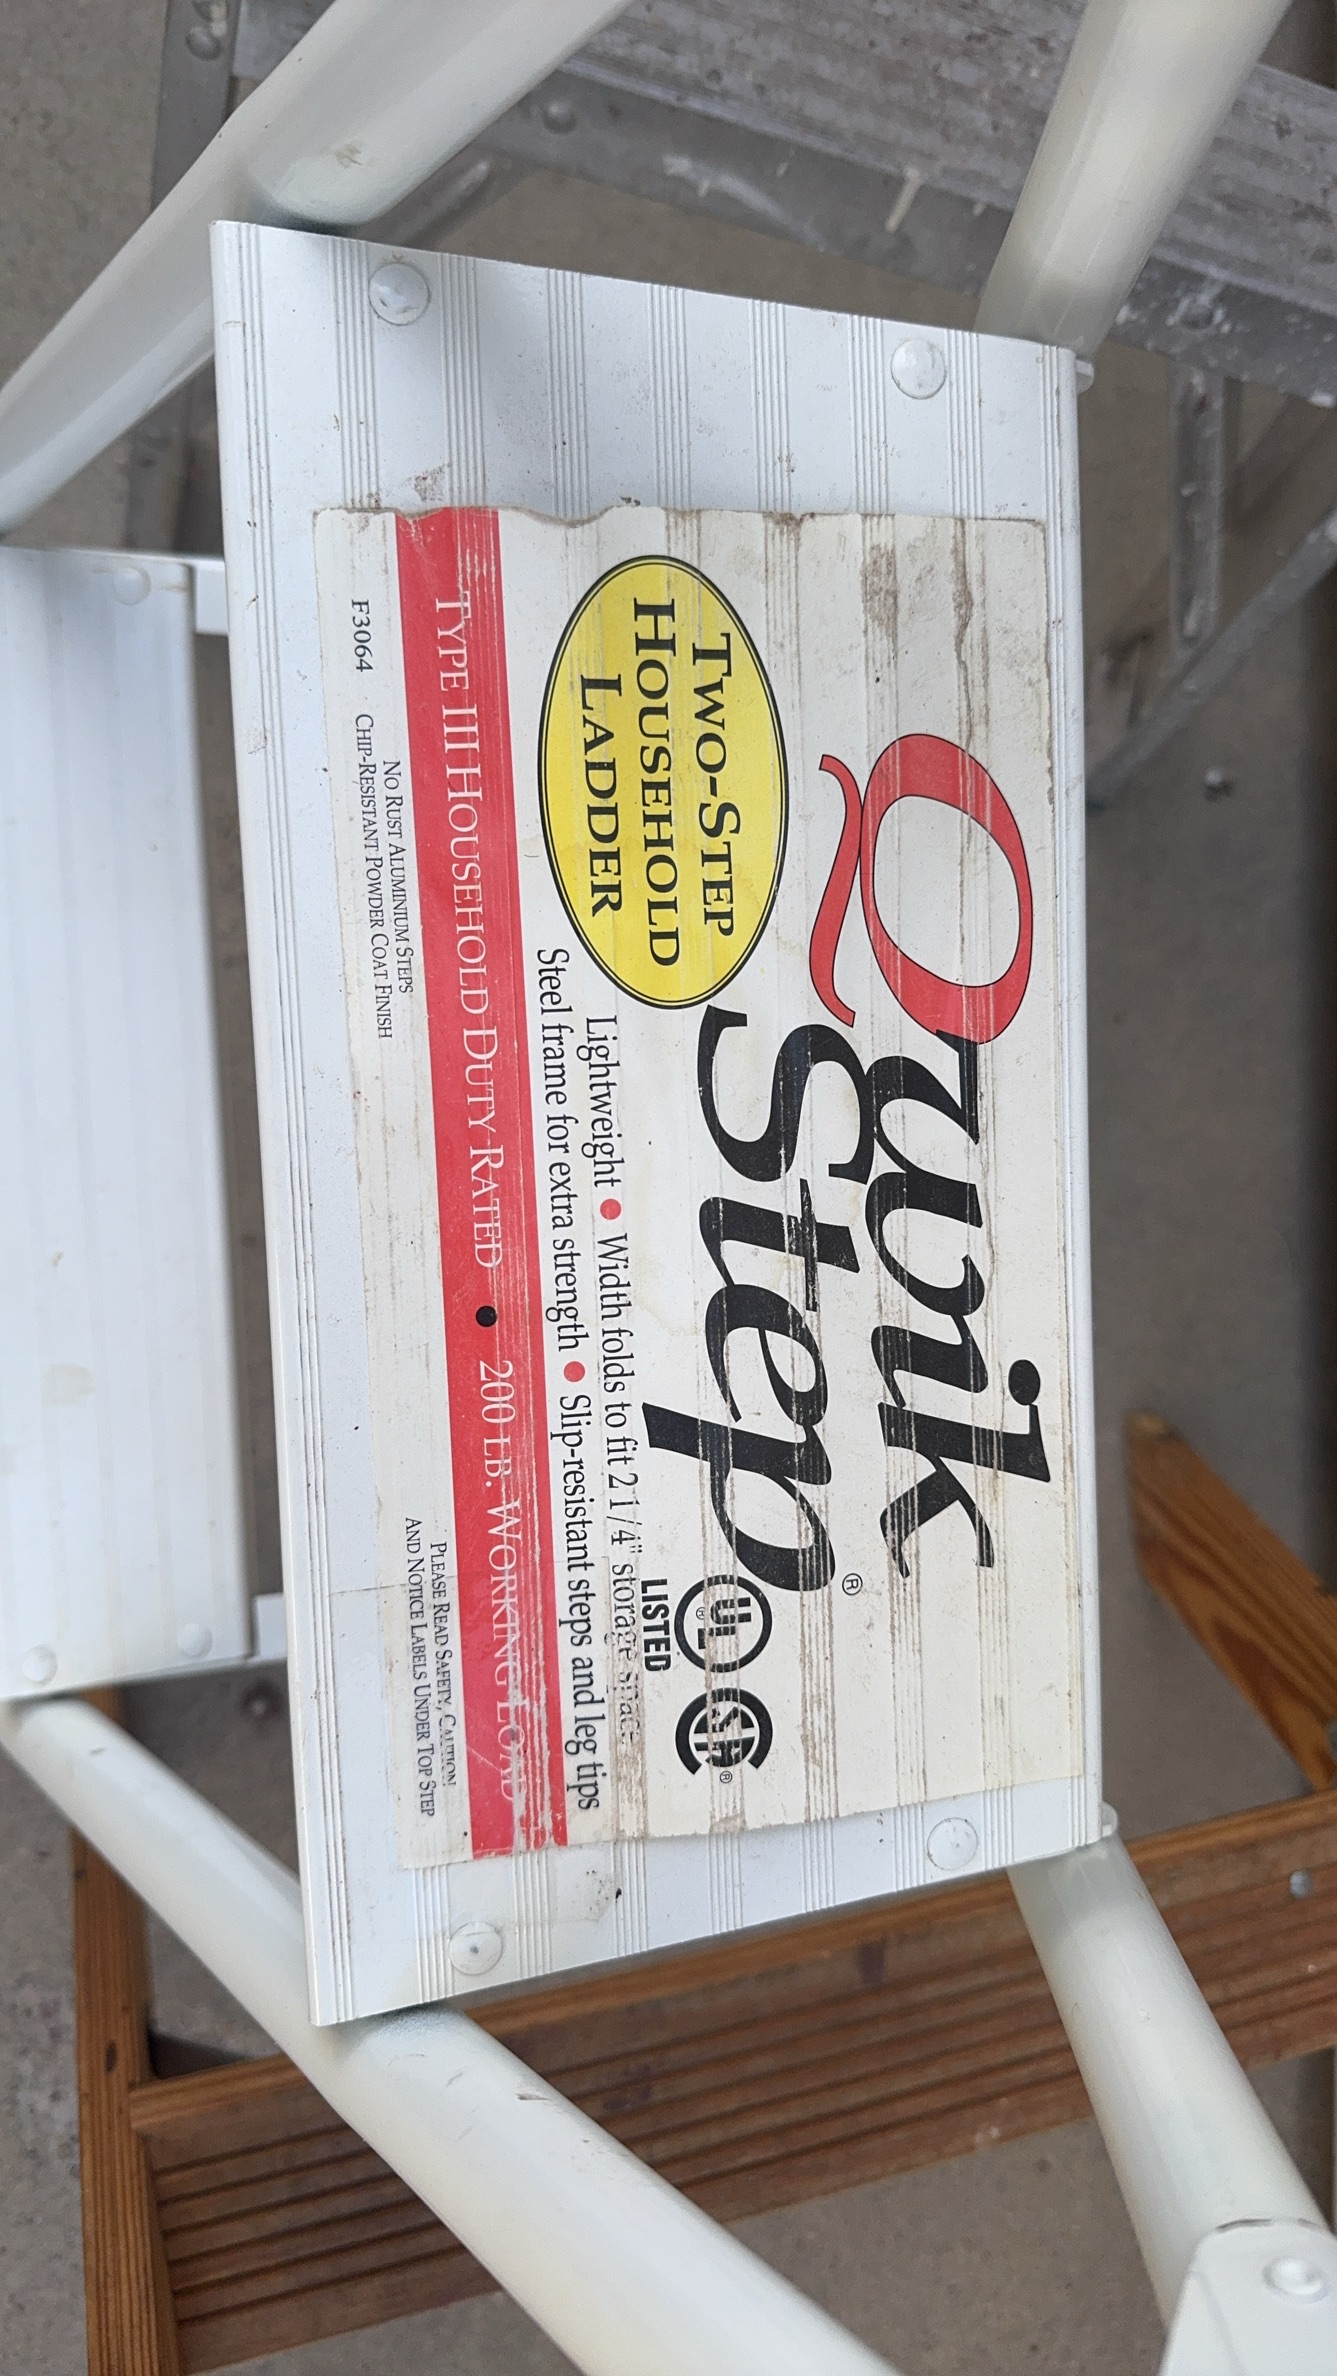 Quik
Step®
TWO-STEP
HOUSEHOLD
LADDER
UL® SA®
LISTED
Lightweight • Width folds to fit 2 1/4" storage space
Steel frame for extra strength • Slip-resistant steps and leg tips
TYPE III HOUSEHOLD DUTY RATED • 200 LB. WORKING LOAD
NO RUST ALUMINIUM STEPS
F3064 CHIP-RESISTANT POWDER COAT FINISH
PLEASE READ SAFETY, CAUTION
AND NOTICE LABELS UNDER TOP STEP